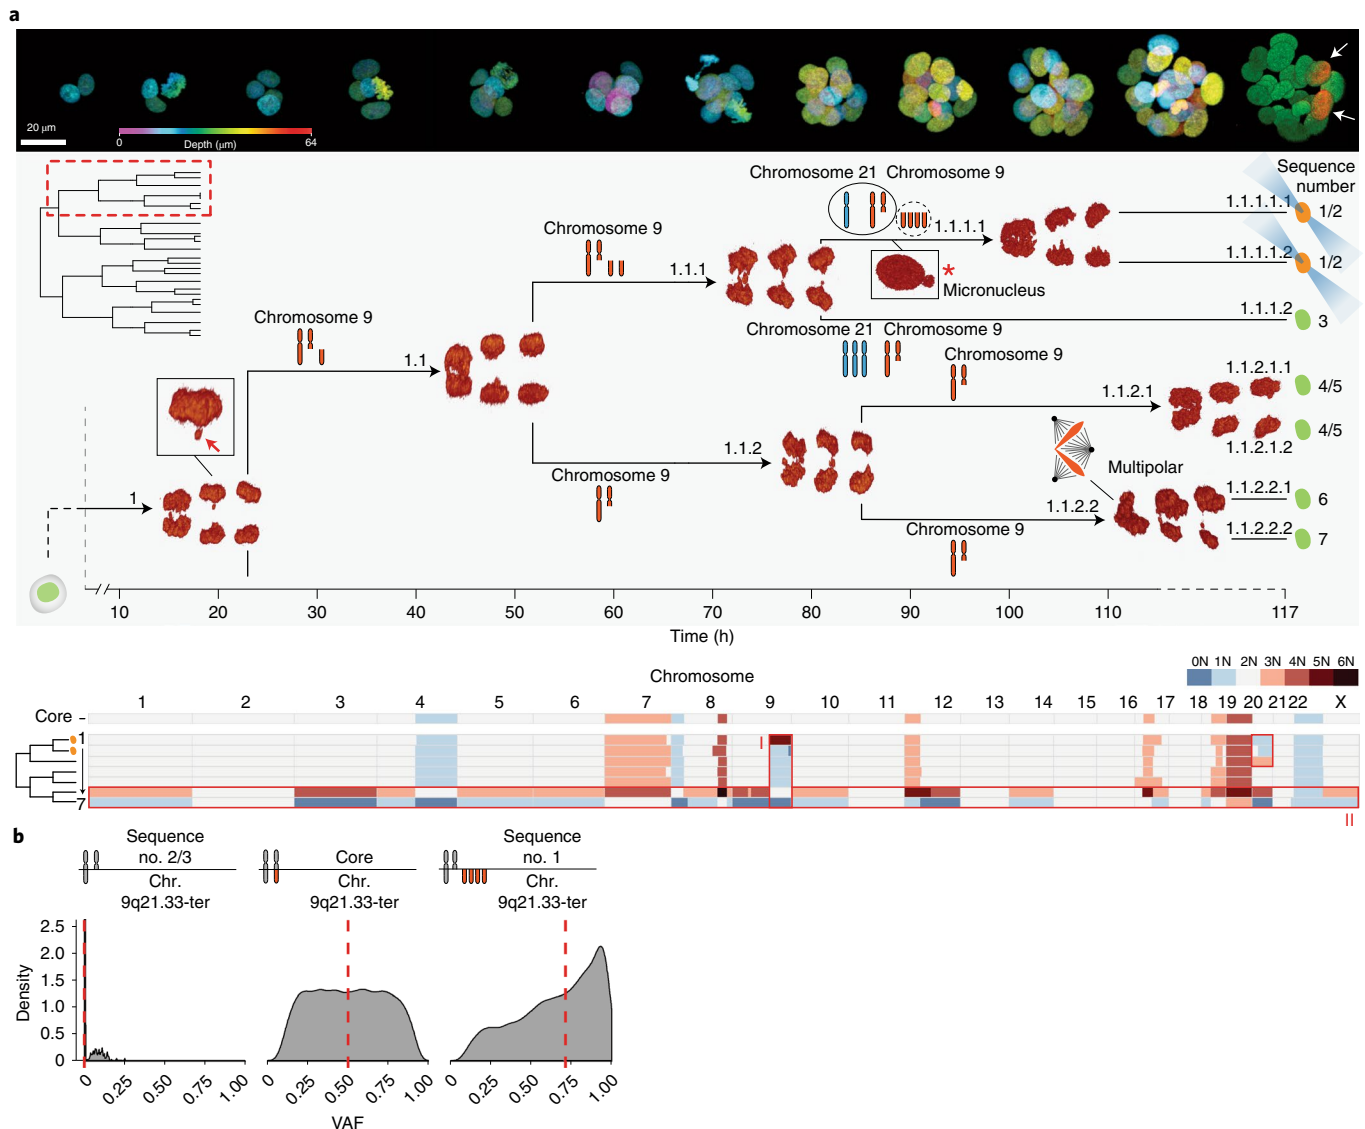 a
20 μm
0
64
Depth (μm)
Chromosome 21
Chromosome 9
Sequence
number
1.1.1.1.1
1/2
1.1.1.1
Chromosome 9
1.1.1.1.2
1/2
1.1.1
*
Micronucleus
1.1.1.2
3
Chromosome 9
Chromosome 21
Chromosome 9
1.1
Chromosome 9
1.1.2.1.1
4/5
1.1.2.1
4/5
1.1.2
1.1.2.1.2
Chromosome 9
Multipolar
1.1.2.2.1
6
1
1.1.2.2
Chromosome 9
1.1.2.2.2
7
10 20 30 40 50 60 70 80 90 100 110 117
Time (h)
Chromosome
0N 1N 2N 3N 4N 5N 6N
1 2 3 4 5 6 7 8 9 10 11 12 13 14 15 16 17 18 19 20 21 22 X
Core
1
I
7
II
b
Sequence
no. 2/3
Chr.
9q21.33-ter
Core
Chr.
9q21.33-ter
Sequence
no. 1
Chr.
9q21.33-ter
2.5
2.0
1.5
1.0
0.5
0
Density
0 0.25 0.50 0.75 1.00
0 0.25 0.50 0.75 1.00
0 0.25 0.50 0.75 1.00
VAF